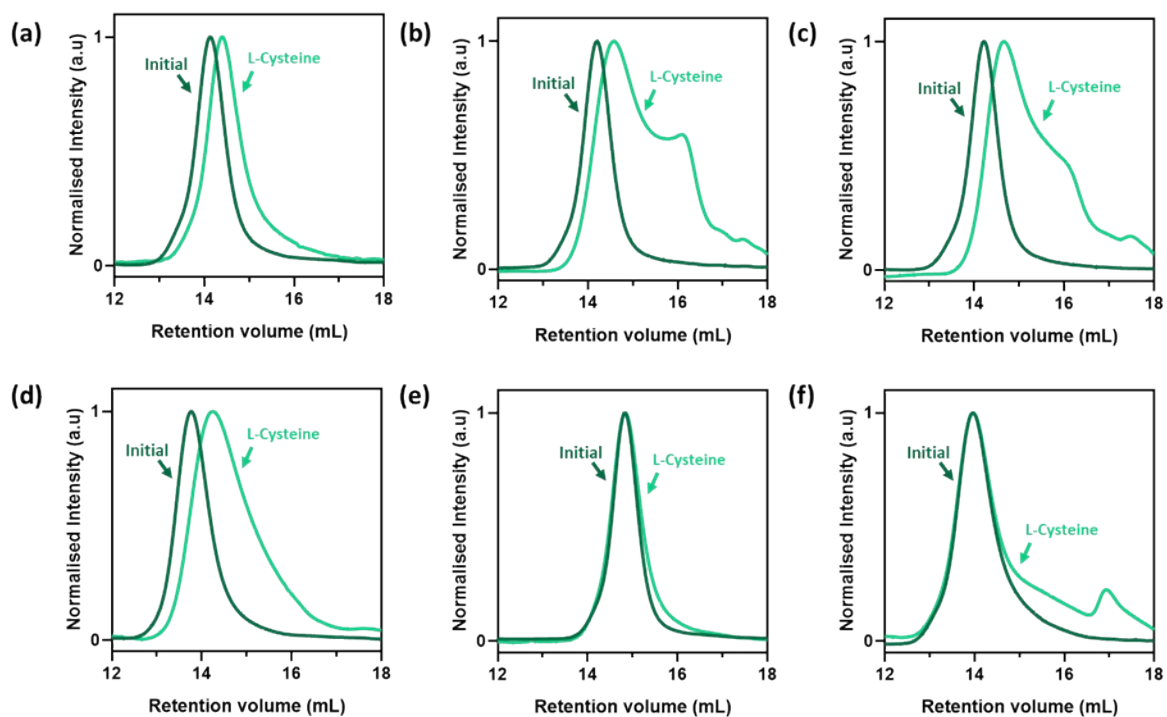 (a)
1
Initial
L-Cysteine
0
Normalised Intensity (a.u)
12 14 16 18
Retention volume (mL)
(b)
1
Initial
L-Cysteine
0
Normalised Intensity (a.u)
12 14 16 18
Retention volume (mL)
(c)
1
Initial
L-Cysteine
0
Normalised Intensity (a.u)
12 14 16 18
Retention volume (mL)
(d)
1
Initial
L-Cysteine
0
Normalised Intensity (a.u)
12 14 16 18
Retention volume (mL)
(e)
1
Initial
L-Cysteine
0
Normalised Intensity (a.u)
12 14 16 18
Retention volume (mL)
(f)
1
Initial
L-Cysteine
0
Normalised Intensity (a.u)
12 14 16 18
Retention volume (mL)